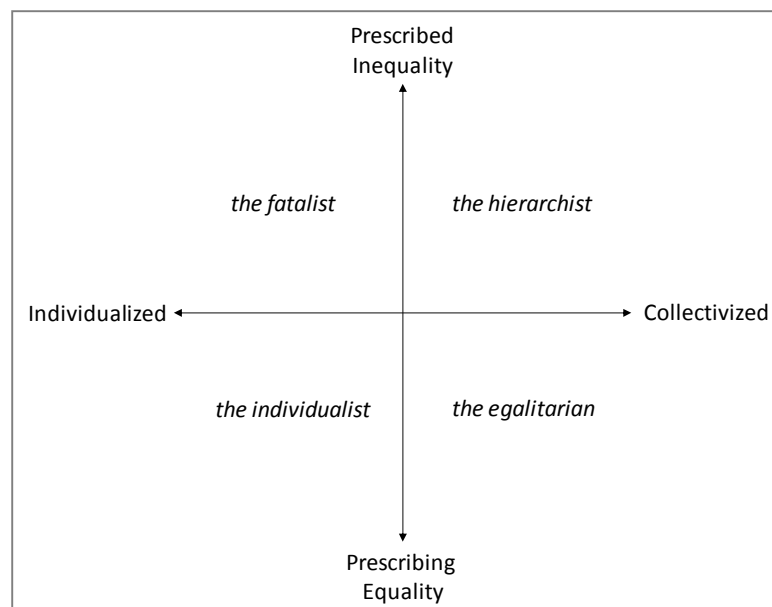 Prescribed
Inequality
the fatalist
the hierarchist
Individualized
Collectivized
the individualist
the egalitarian
Prescribing
Equality